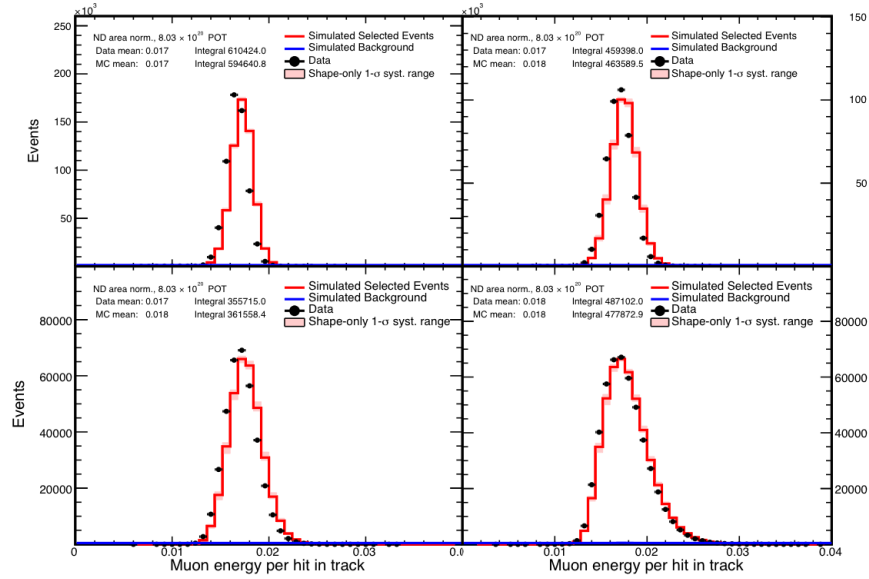 ×10³
ND area norm., 8.03 × 10²⁰ POT
Data mean: 0.017 Integral 610424.0
MC mean: 0.017 Integral 594640.8
Simulated Selected Events
Simulated Background
Data
Shape-only 1-σ syst. range
250
200
150
100
50
Events
×10³
ND area norm., 8.03 × 10²⁰ POT
Data mean: 0.017 Integral 459398.0
MC mean: 0.018 Integral 463589.5
Simulated Selected Events
Simulated Background
Data
Shape-only 1-σ syst. range
150
100
50
ND area norm., 8.03 × 10²⁰ POT
Data mean: 0.017 Integral 355715.0
MC mean: 0.018 Integral 361558.4
Simulated Selected Events
Simulated Background
Data
Shape-only 1-σ syst. range
80000
60000
40000
20000
Events
0 0.01 0.02 0.03 0.0
Muon energy per hit in track
ND area norm., 8.03 × 10²⁰ POT
Data mean: 0.018 Integral 487102.0
MC mean: 0.018 Integral 477872.9
Simulated Selected Events
Simulated Background
Data
Shape-only 1-σ syst. range
80000
60000
40000
20000
0.01 0.02 0.03 0.04
Muon energy per hit in track